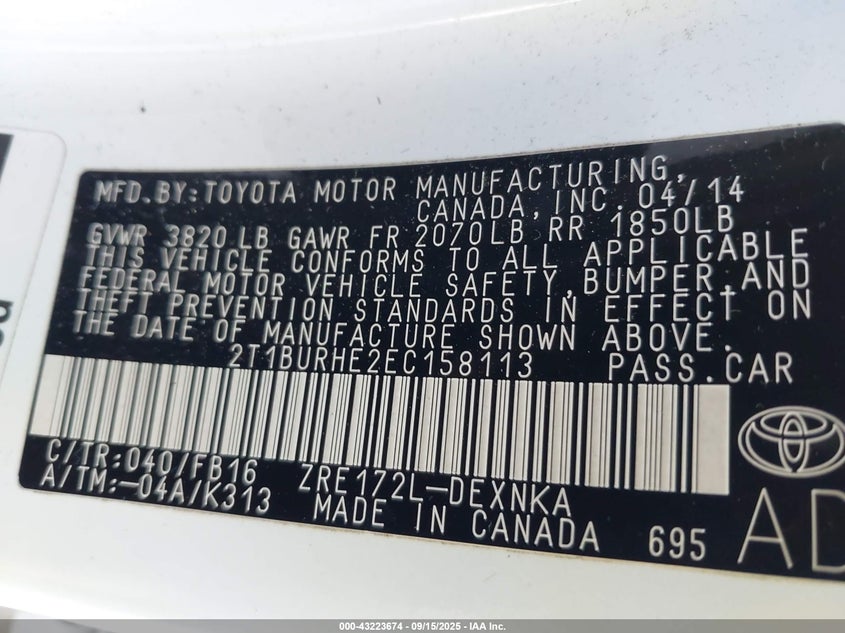 MFD. BY: TOYOTA MOTOR MANUFACTURING,
CANADA, INC. 04/14
GVWR 3820 LB GAWR FR 2070LB RR 1850LB
THIS VEHICLE CONFORMS TO ALL APPLICABLE
FEDERAL MOTOR VEHICLE SAFETY, BUMPER, AND
THEFT PREVENTION STANDARDS IN EFFECT ON
THE DATE OF MANUFACTURE SHOWN ABOVE.
2T1BURHE2EC158113 PASS. CAR
C/TR: 040/FB16 ZRE172L-DEXNKA
A/TM: -04A/K313 MADE IN CANADA 695 AD
000-43223674 - 09/15/2025 - IAA Inc.